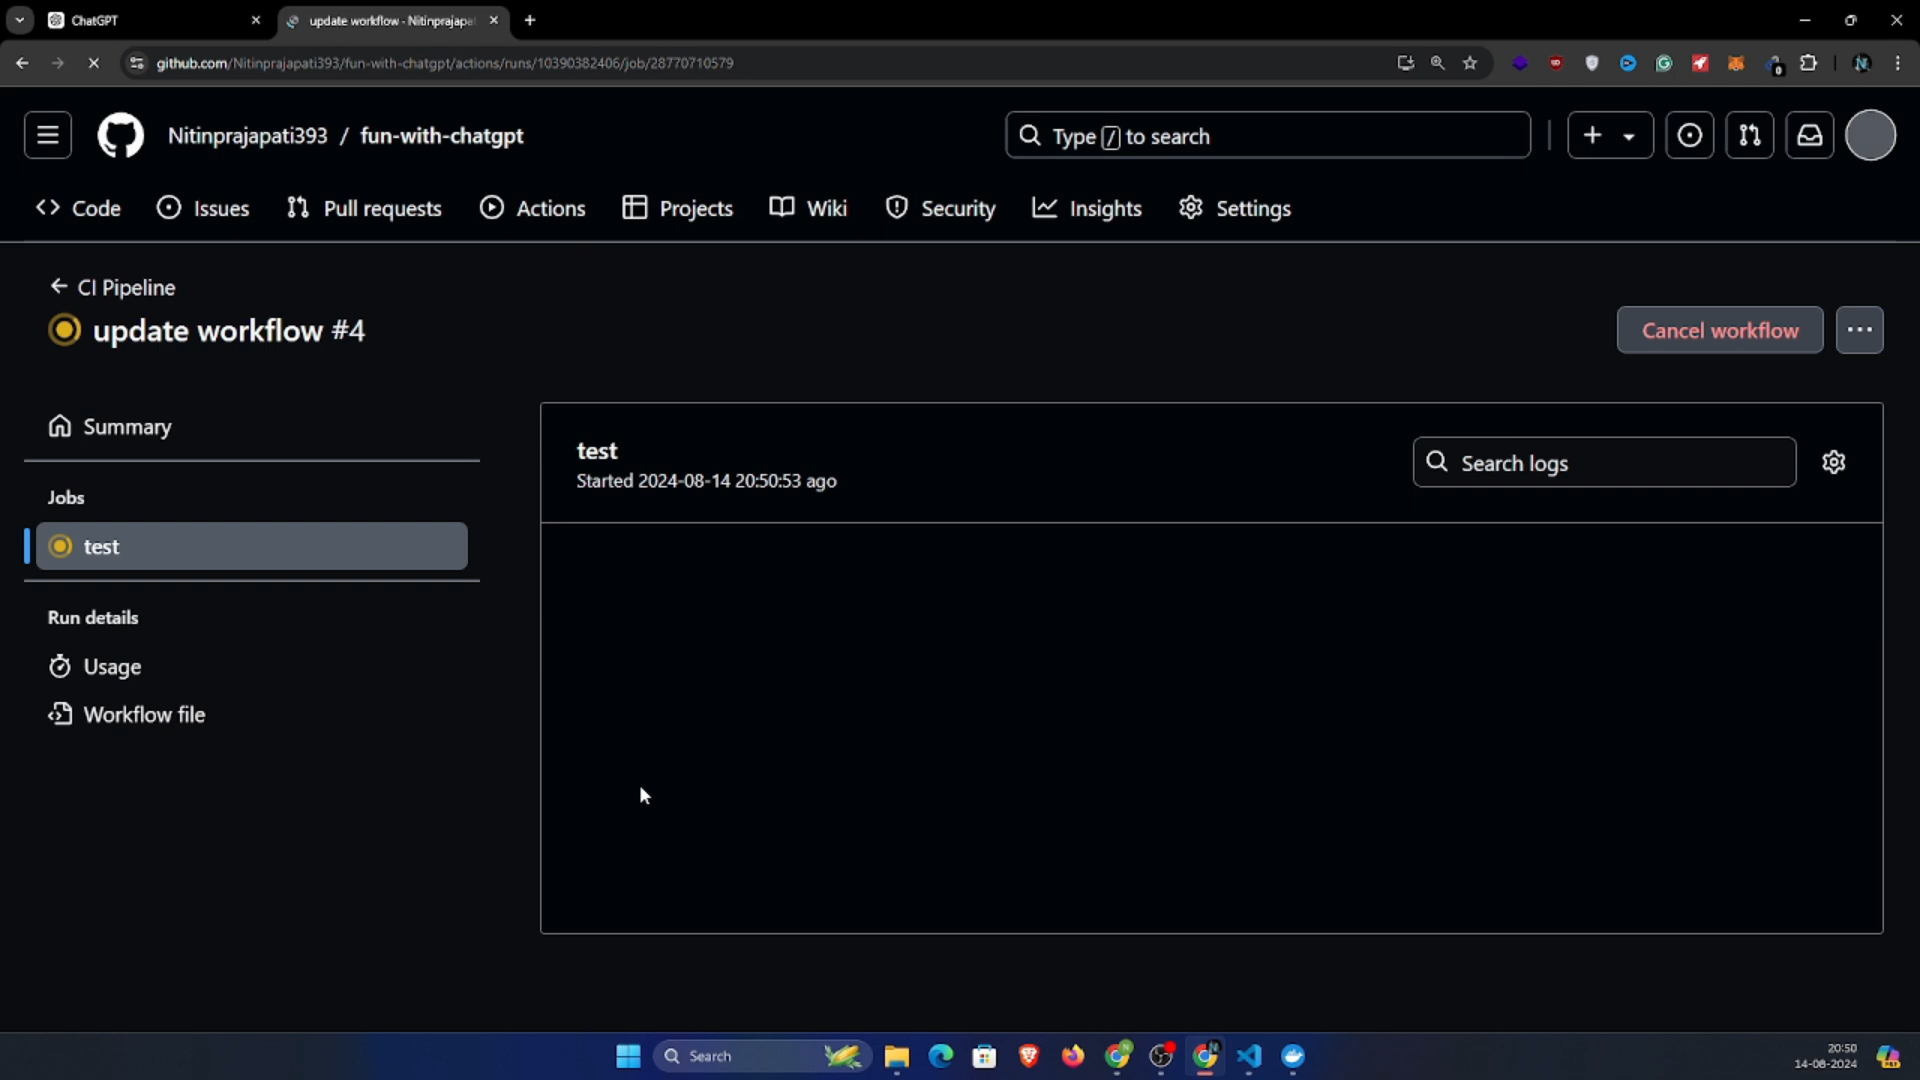 ChatGPT
update workflow · Nitinprajapa
github.com/Nitinprajapati393/fun-with-chatgpt/actions/runs/10390382406/job/28770710579
Nitinprajapati393 / fun-with-chatgpt
Type / to search
Code
Issues
Pull requests
Actions
Projects
Wiki
Security
Insights
Settings
CI Pipeline
update workflow #4
Cancel workflow
Summary
Jobs
test
Run details
Usage
Workflow file
test
Started 2024-08-14 20:50:53 ago
Search logs
Search
20:50
14-08-2024